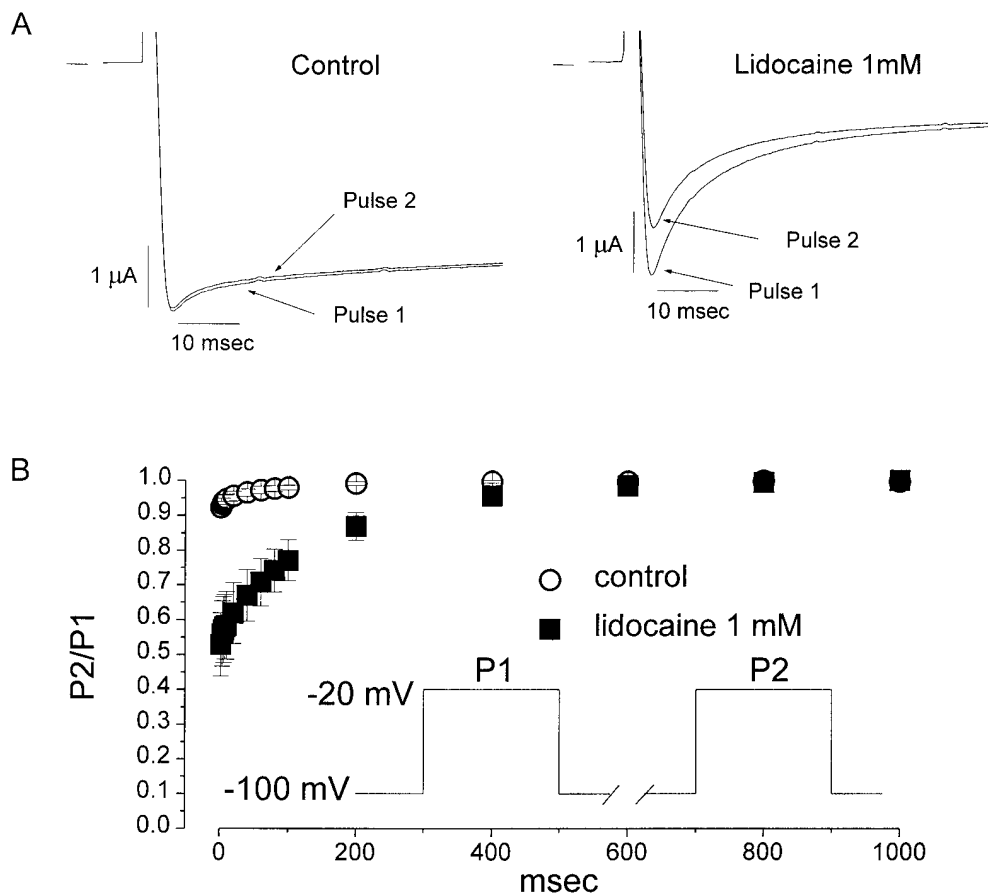 A
Control
Pulse 2
1 µA
Pulse 1
10 msec
Lidocaine 1mM
1 µA
Pulse 2
Pulse 1
10 msec
B
P2/P1
1.0
0.9
0.8
0.7
0.6
0.5
0.4
0.3
0.2
0.1
0.0
control
lidocaine 1 mM
P1
P2
-20 mV
-100 mV
0
200
400
600
800
1000
msec